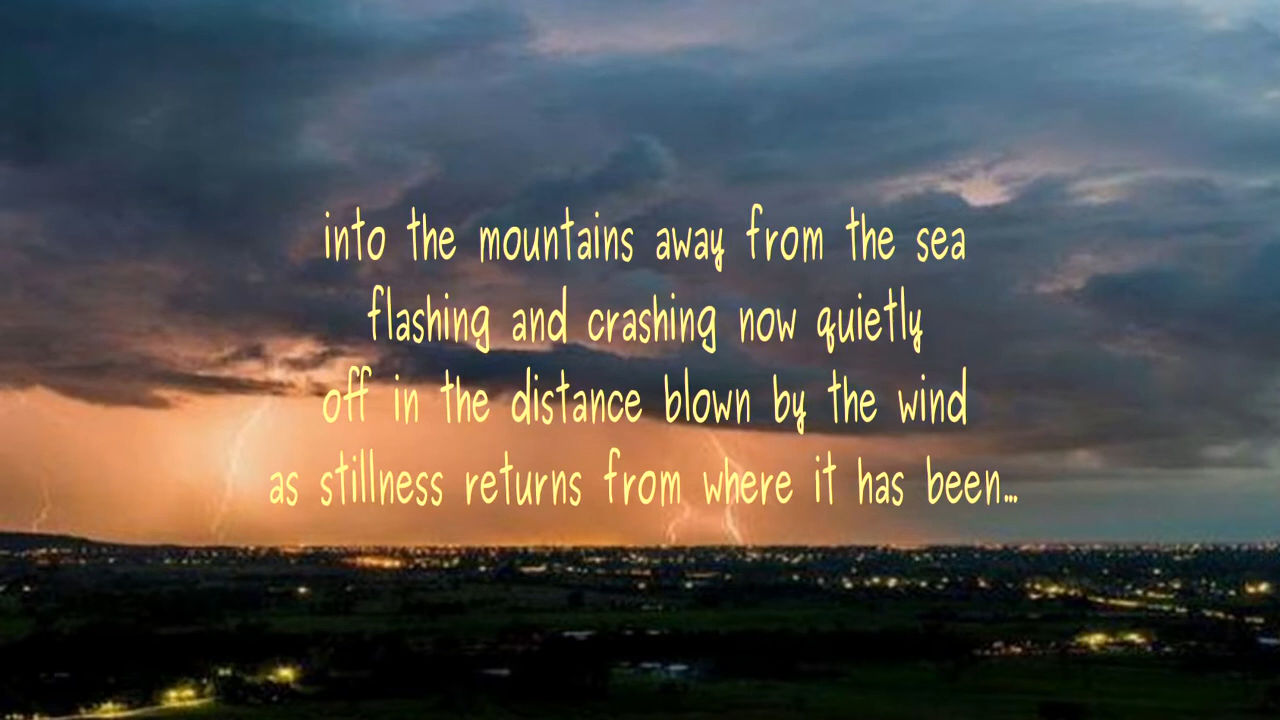 into the mountains away from the sea
flashing and crashing now quietly
off in the distance blown by the wind
as stillness returns from where it has been...